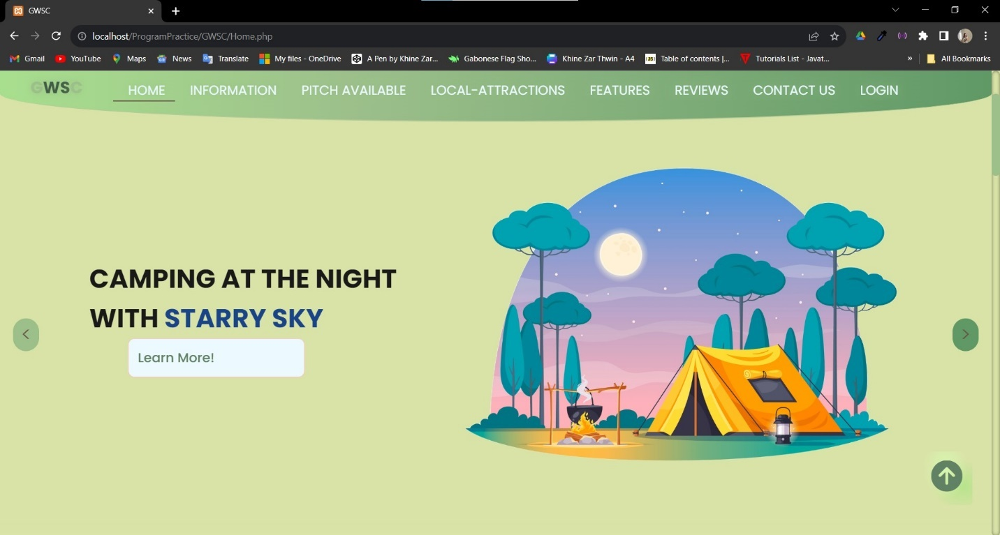 GWSC
localhost/ProgramPractice/GWSC/Home.php
Gmail YouTube Maps News Translate My files - OneDrive A Pen by Khine Zar... Gabonese Flag Sho... Khine Zar Thwin - A4 Table of contents |... Tutorials List - Javat... » All Bookmarks
GWSC HOME INFORMATION PITCH AVAILABLE LOCAL-ATTRACTIONS FEATURES REVIEWS CONTACT US LOGIN
CAMPING AT THE NIGHT
WITH STARRY SKY
Learn More!